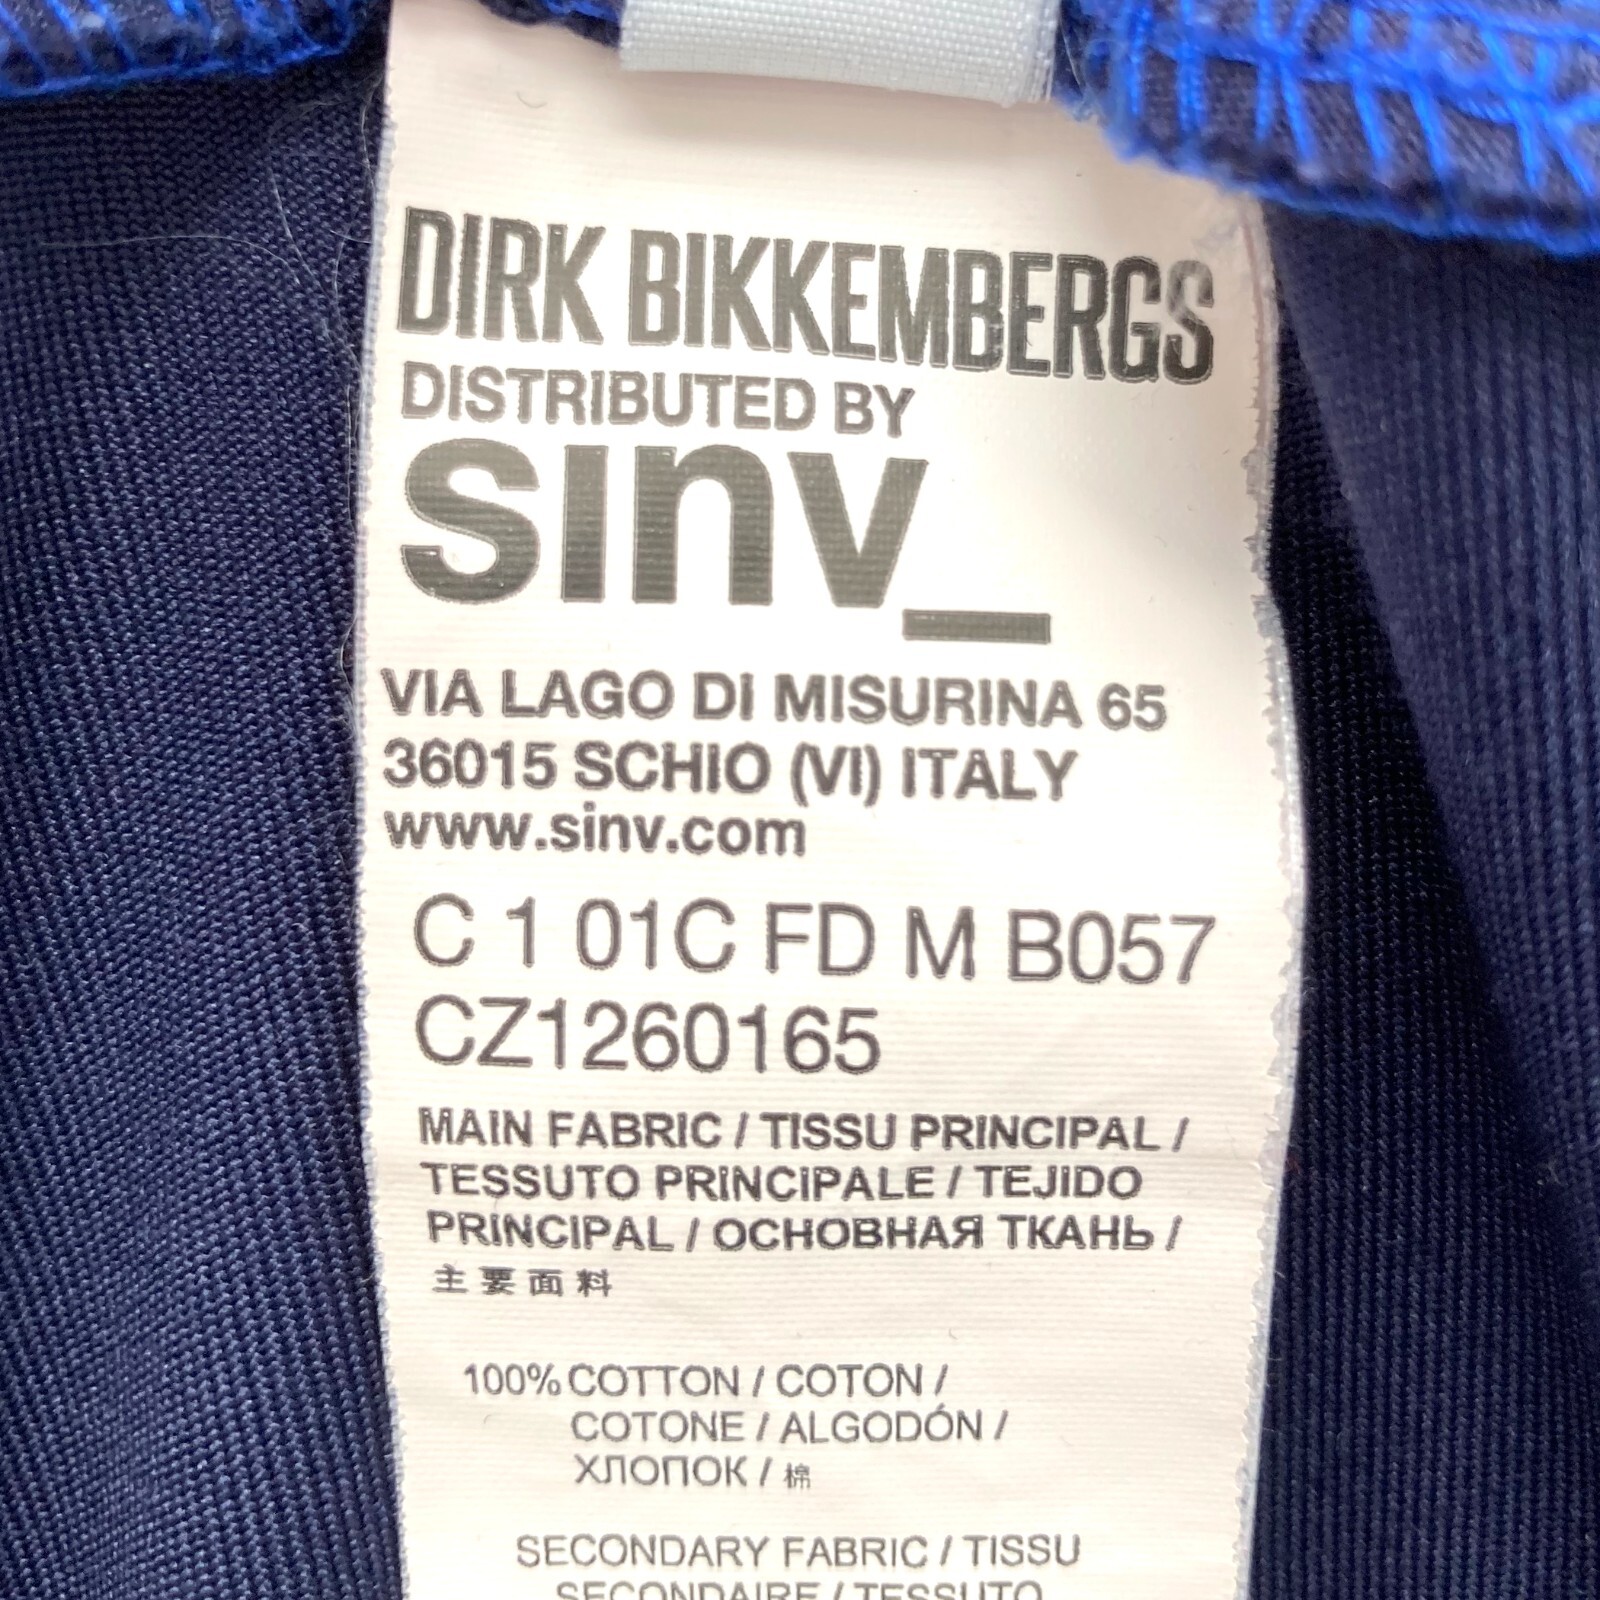 DIRK BIKKEMBERGS
DISTRIBUTED BY
sinv_
VIA LAGO DI MISURINA 65
36015 SCHIO (VI) ITALY
www.sinv.com
C 1 01C FD M B057
CZ1260165
MAIN FABRIC / TISSU PRINCIPAL /
TESSUTO PRINCIPALE / TEJIDO
PRINCIPAL / ОСНОВНАЯ ТКАНЬ /
主要面料
100% COTTON / COTON /
COTONE / ALGODÓN /
ХЛОПОК / 棉
SECONDARY FABRIC / TISSU
SECONDAIRE / TESSUTO